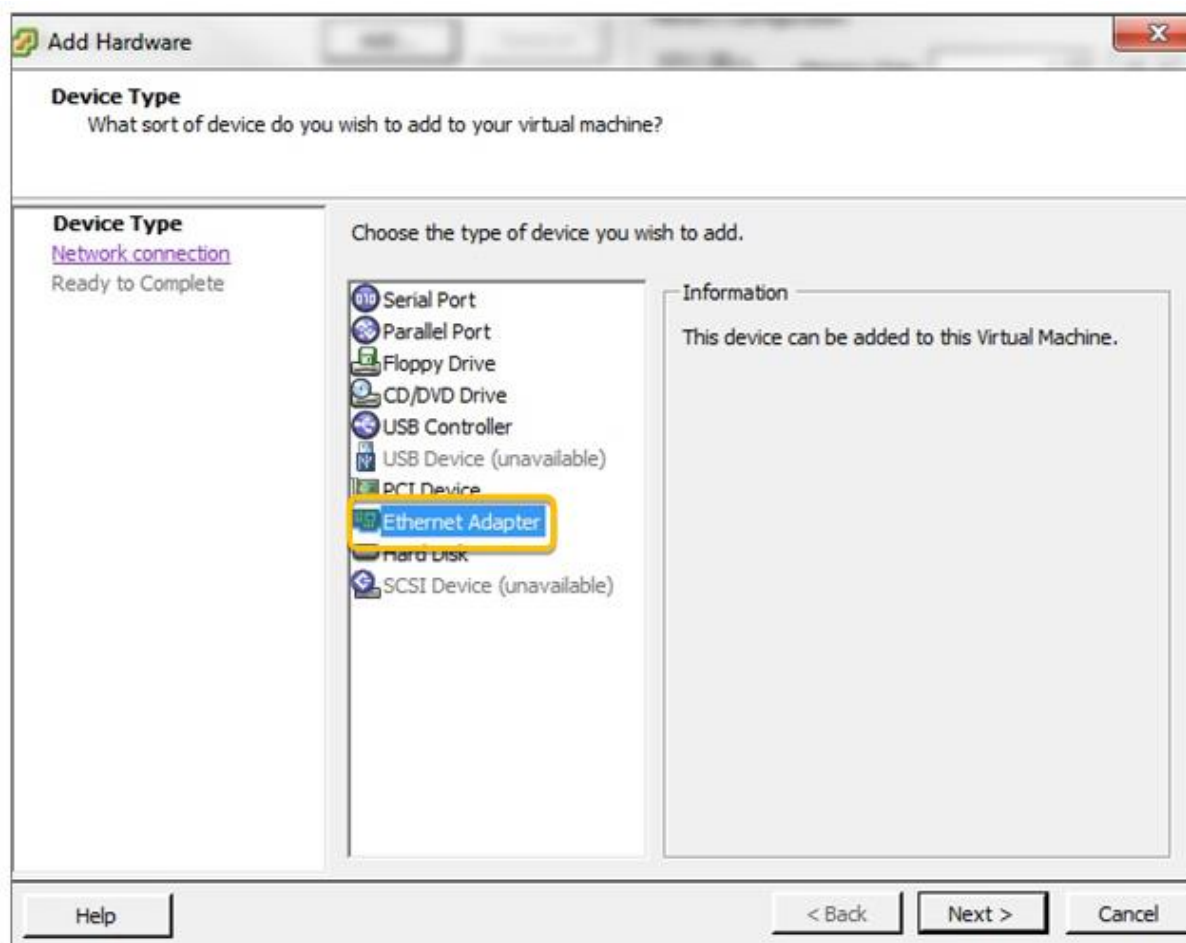 Add Hardware
Device Type
What sort of device do you wish to add to your virtual machine?
Device Type
Network connection
Ready to Complete
Choose the type of device you wish to add.
Serial Port
Parallel Port
Floppy Drive
CD/DVD Drive
USB Controller
USB Device (unavailable)
PCI Device
Ethernet Adapter
Hard Disk
SCSI Device (unavailable)
Information
This device can be added to this Virtual Machine.
Help
< Back
Next >
Cancel